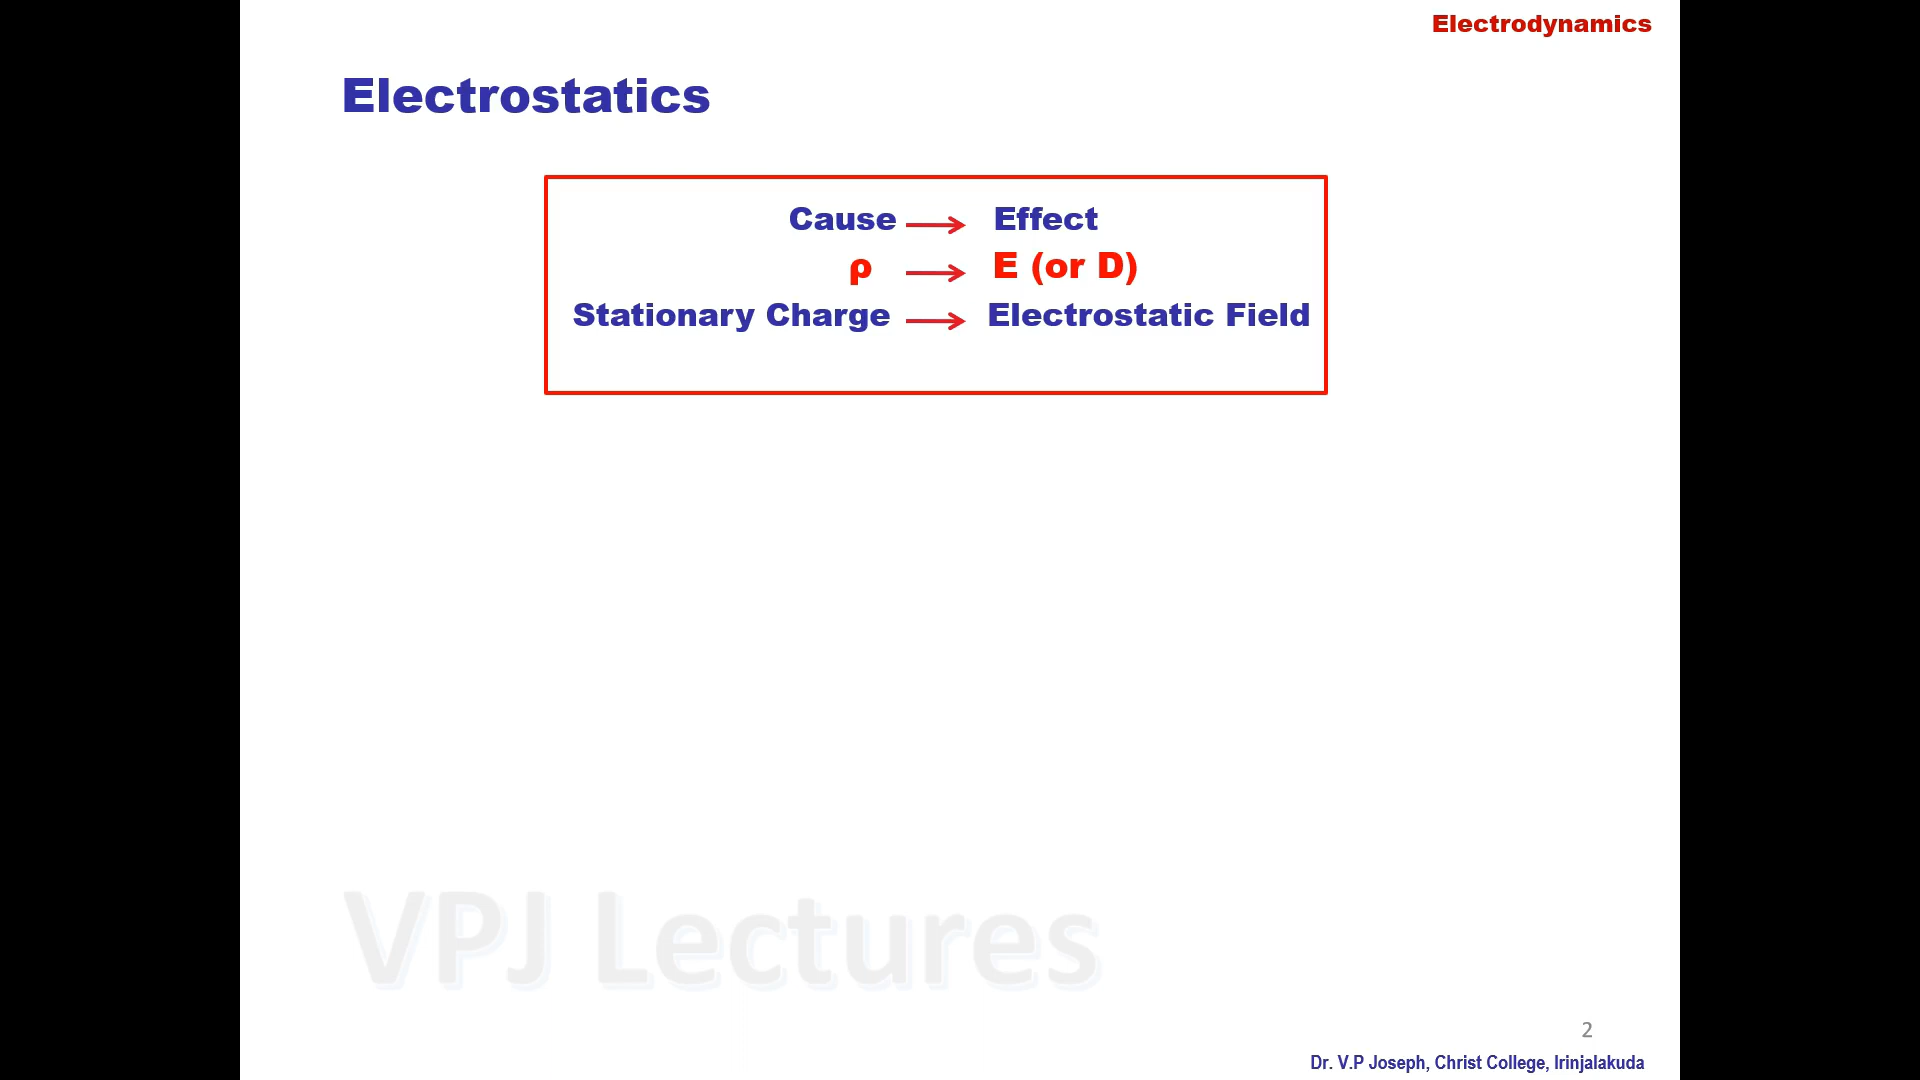 Electrodynamics
Electrostatics
Cause → Effect
ρ → E (or D)
Stationary Charge → Electrostatic Field
VPJ Lectures
2
Dr. V.P Joseph, Christ College, Irinjalakuda